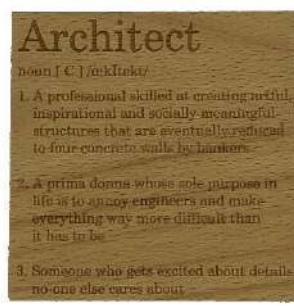 Architect
noun [ C ] /ɑːkItekt/
1. A professional skilled at creating artful,
inspirational and socially meaningful
structures that are eventually reduced
to four concrete walls by bankers
2. A prima donna whose sole purpose in
life is to annoy engineers and make
everything way more difficult than
it has to be
3. Someone who gets excited about details
no-one else cares about